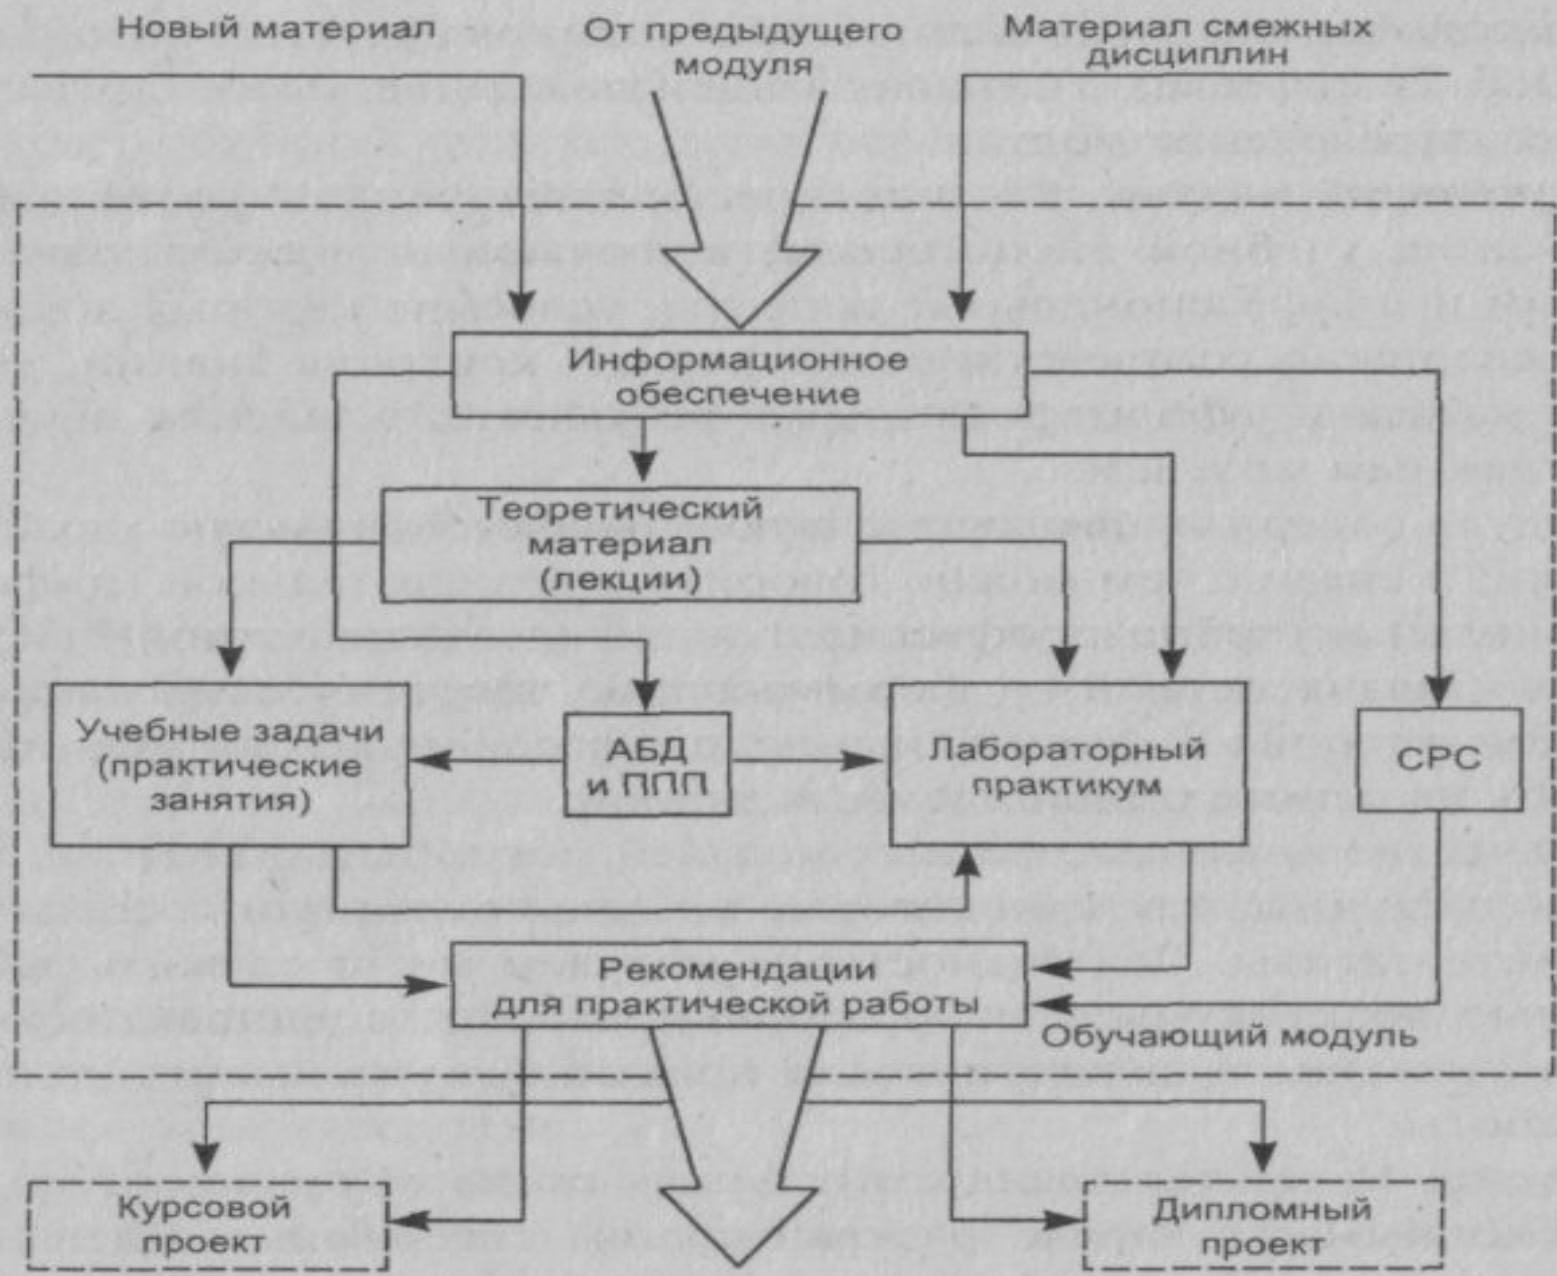 Новый материал
От предыдущего
модуля
Материал смежных
дисциплин
Информационное
обеспечение
Теоретический
материал
(лекции)
Учебные задачи
(практические
занятия)
АБД
и ППП
Лабораторный
практикум
СРС
Рекомендации
для практической работы
Обучающий модуль
Курсовой
проект
Дипломный
проект